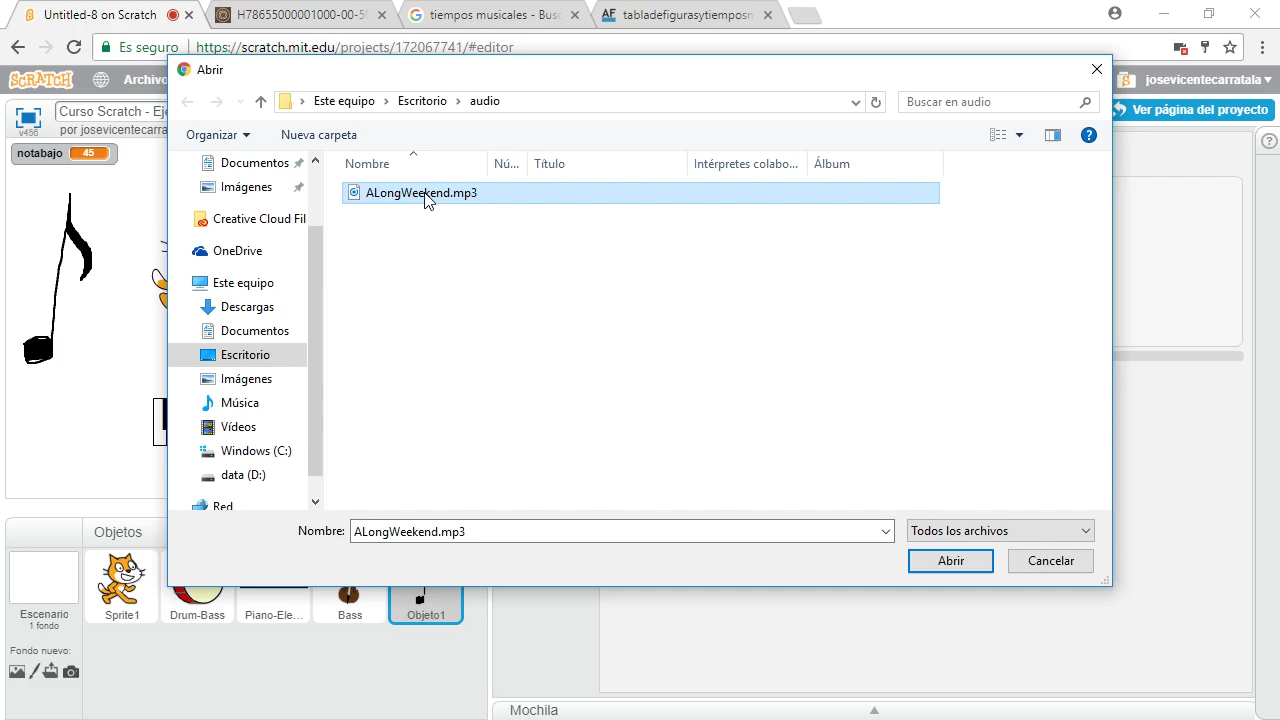 Untitled-8 on Scratch
H78655000001000-00-50
tiempos musicales - Bus
tabladefigurasytiemposm
Es seguro
https://scratch.mit.edu/projects/172067741/#editor
SCRATCH
Archivo
josevicentecarratala
Abrir
Curso Scratch - Eje
por josevicentecarra
v456
Ver página del proyecto
Este equipo
Escritorio
audio
Buscar en audio
Organizar
Nueva carpeta
notabajo 45
Nombre
Nú...
Título
Intérpretes colabo...
Álbum
ALongWeekend.mp3
Documentos
Imágenes
Creative Cloud Fil
OneDrive
Este equipo
Descargas
Documentos
Escritorio
Imágenes
Música
Vídeos
Windows (C:)
data (D:)
Red
Nombre:
ALongWeekend.mp3
Todos los archivos
Abrir
Cancelar
Objetos
Escenario
1 fondo
Sprite1
Drum-Bass
Piano-Ele...
Bass
Objeto1
Fondo nuevo:
Mochila